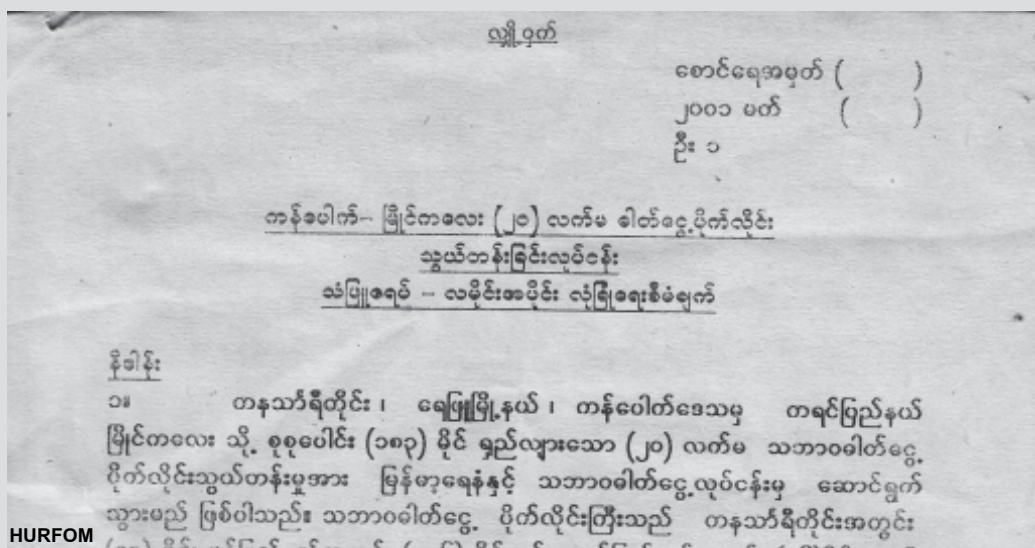 လျှို့ဝှက်
စောင်ရေအမှတ် (      )
၂၀၀၁ မတ်      (      )
ဦး ၁
ကန်ပေါက်– မြိုင်ကလေး (၂၀) လက်မ ဓါတ်ငွေ့ပိုက်လိုင်း
သွယ်တန်းခြင်းလုပ်ငန်း
သံဖြူဇရပ် – လမိုင်းအပိုင်း လုံခြုံရေးစီမံချက်
နိဒါန်း
၁။ တနင်္သာရီတိုင်း၊ ရေဖြူမြို့နယ်၊ ကန်ပေါက်ဒေသမှ ကရင်ပြည်နယ်
မြိုင်ကလေး သို့ စုစုပေါင်း (၁၈၃) မိုင် ရှည်လျားသော (၂၀) လက်မ သဘာဝဓါတ်ငွေ့
ပိုက်လိုင်းသွယ်တန်းမှုအား မြန်မာ့ရေနံနှင့် သဘာဝဓါတ်ငွေ့လုပ်ငန်းမှ ဆောင်ရွက်
သွားမည် ဖြစ်ပါသည်။ သဘာဝဓါတ်ငွေ့ ပိုက်လိုင်းကြီးသည် တနင်္သာရီတိုင်းအတွင်း
HURFOM